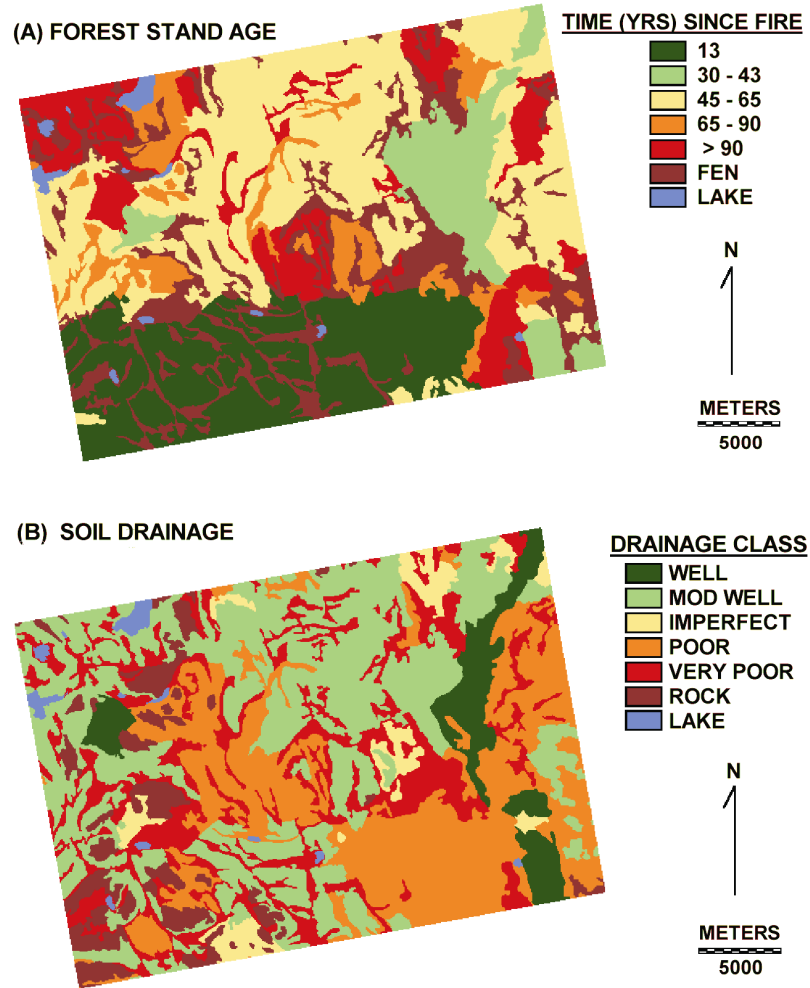 (A) FOREST STAND AGE
TIME (YRS) SINCE FIRE
13
30 - 43
45 - 65
65 - 90
> 90
FEN
LAKE
N
METERS
5000
(B) SOIL DRAINAGE
DRAINAGE CLASS
WELL
MOD WELL
IMPERFECT
POOR
VERY POOR
ROCK
LAKE
N
METERS
5000